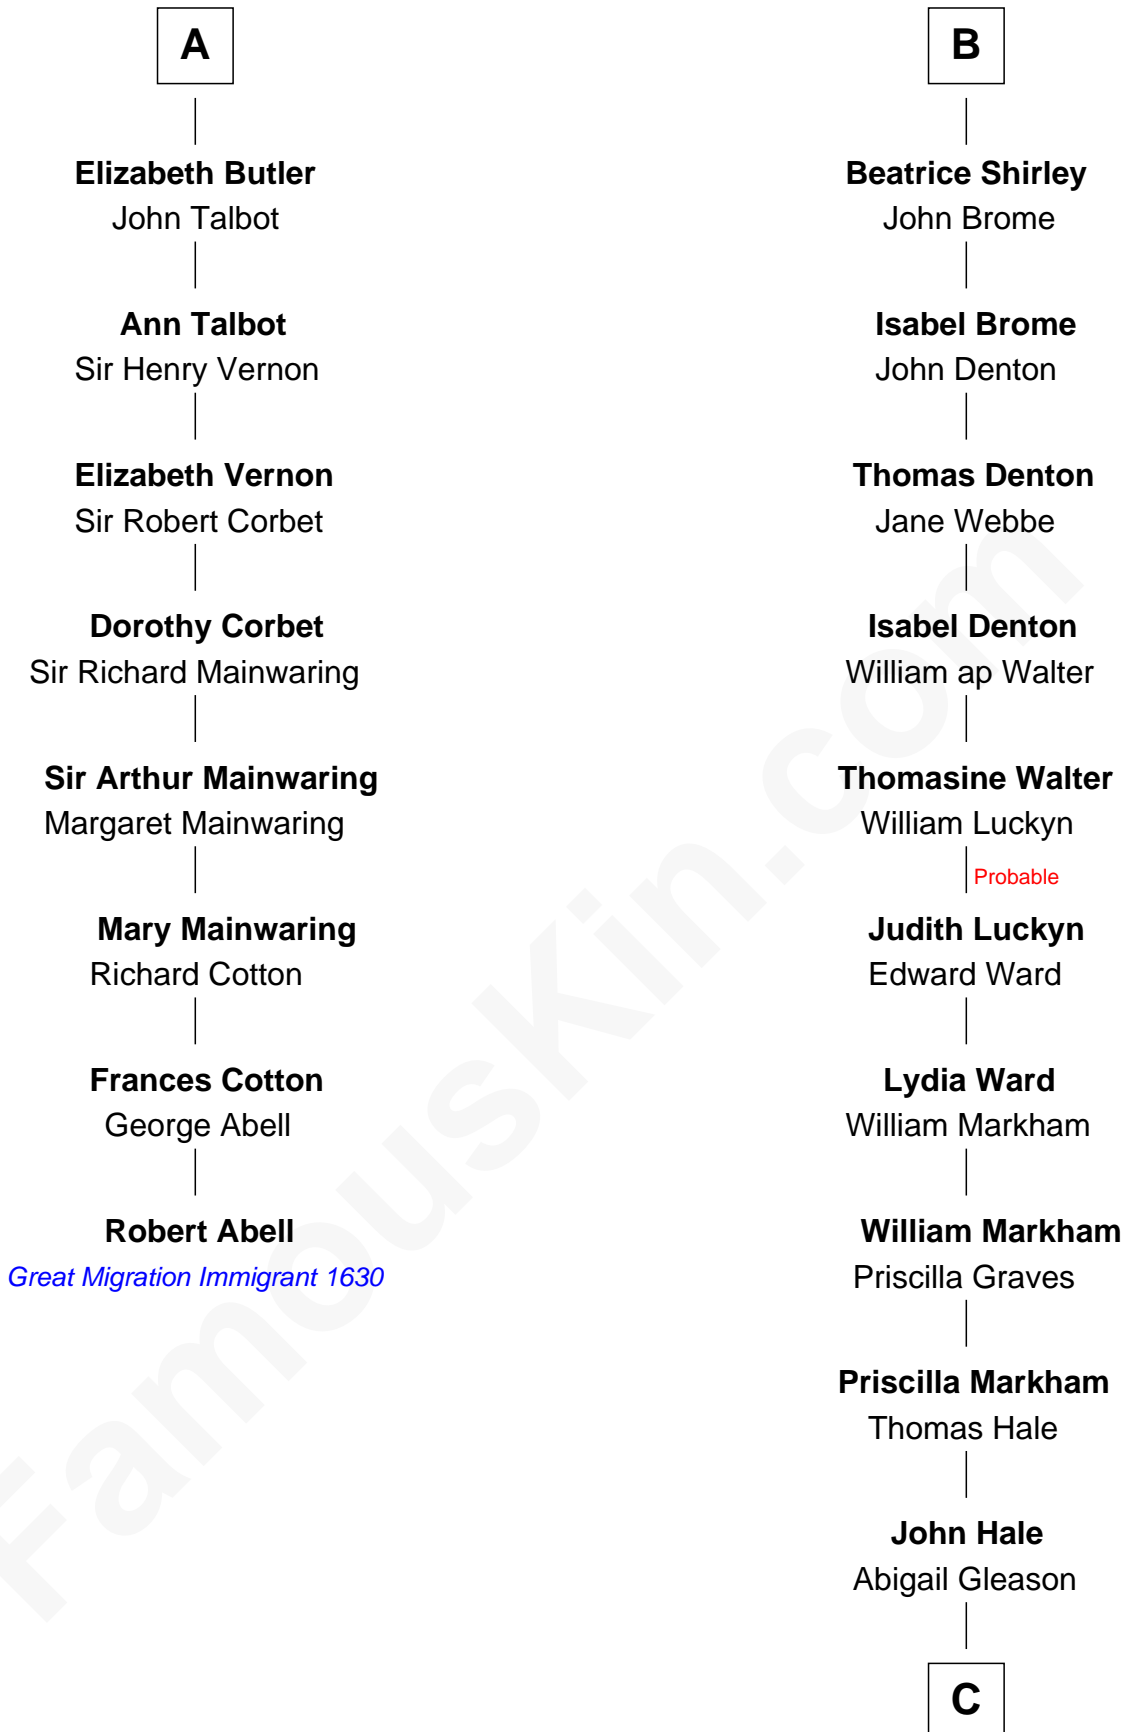 A
Elizabeth Butler
John Talbot
Ann Talbot
Sir Henry Vernon
Elizabeth Vernon
Sir Robert Corbet
Dorothy Corbet
Sir Richard Mainwaring
Sir Arthur Mainwaring
Margaret Mainwaring
Mary Mainwaring
Richard Cotton
Frances Cotton
George Abell
Robert Abell
Great Migration Immigrant 1630
B
Beatrice Shirley
John Brome
Isabel Brome
John Denton
Thomas Denton
Jane Webbe
Isabel Denton
William ap Walter
Thomasine Walter
William Luckyn
Probable
Judith Luckyn
Edward Ward
Lydia Ward
William Markham
William Markham
Priscilla Graves
Priscilla Markham
Thomas Hale
John Hale
Abigail Gleason
C
FamousKin.com